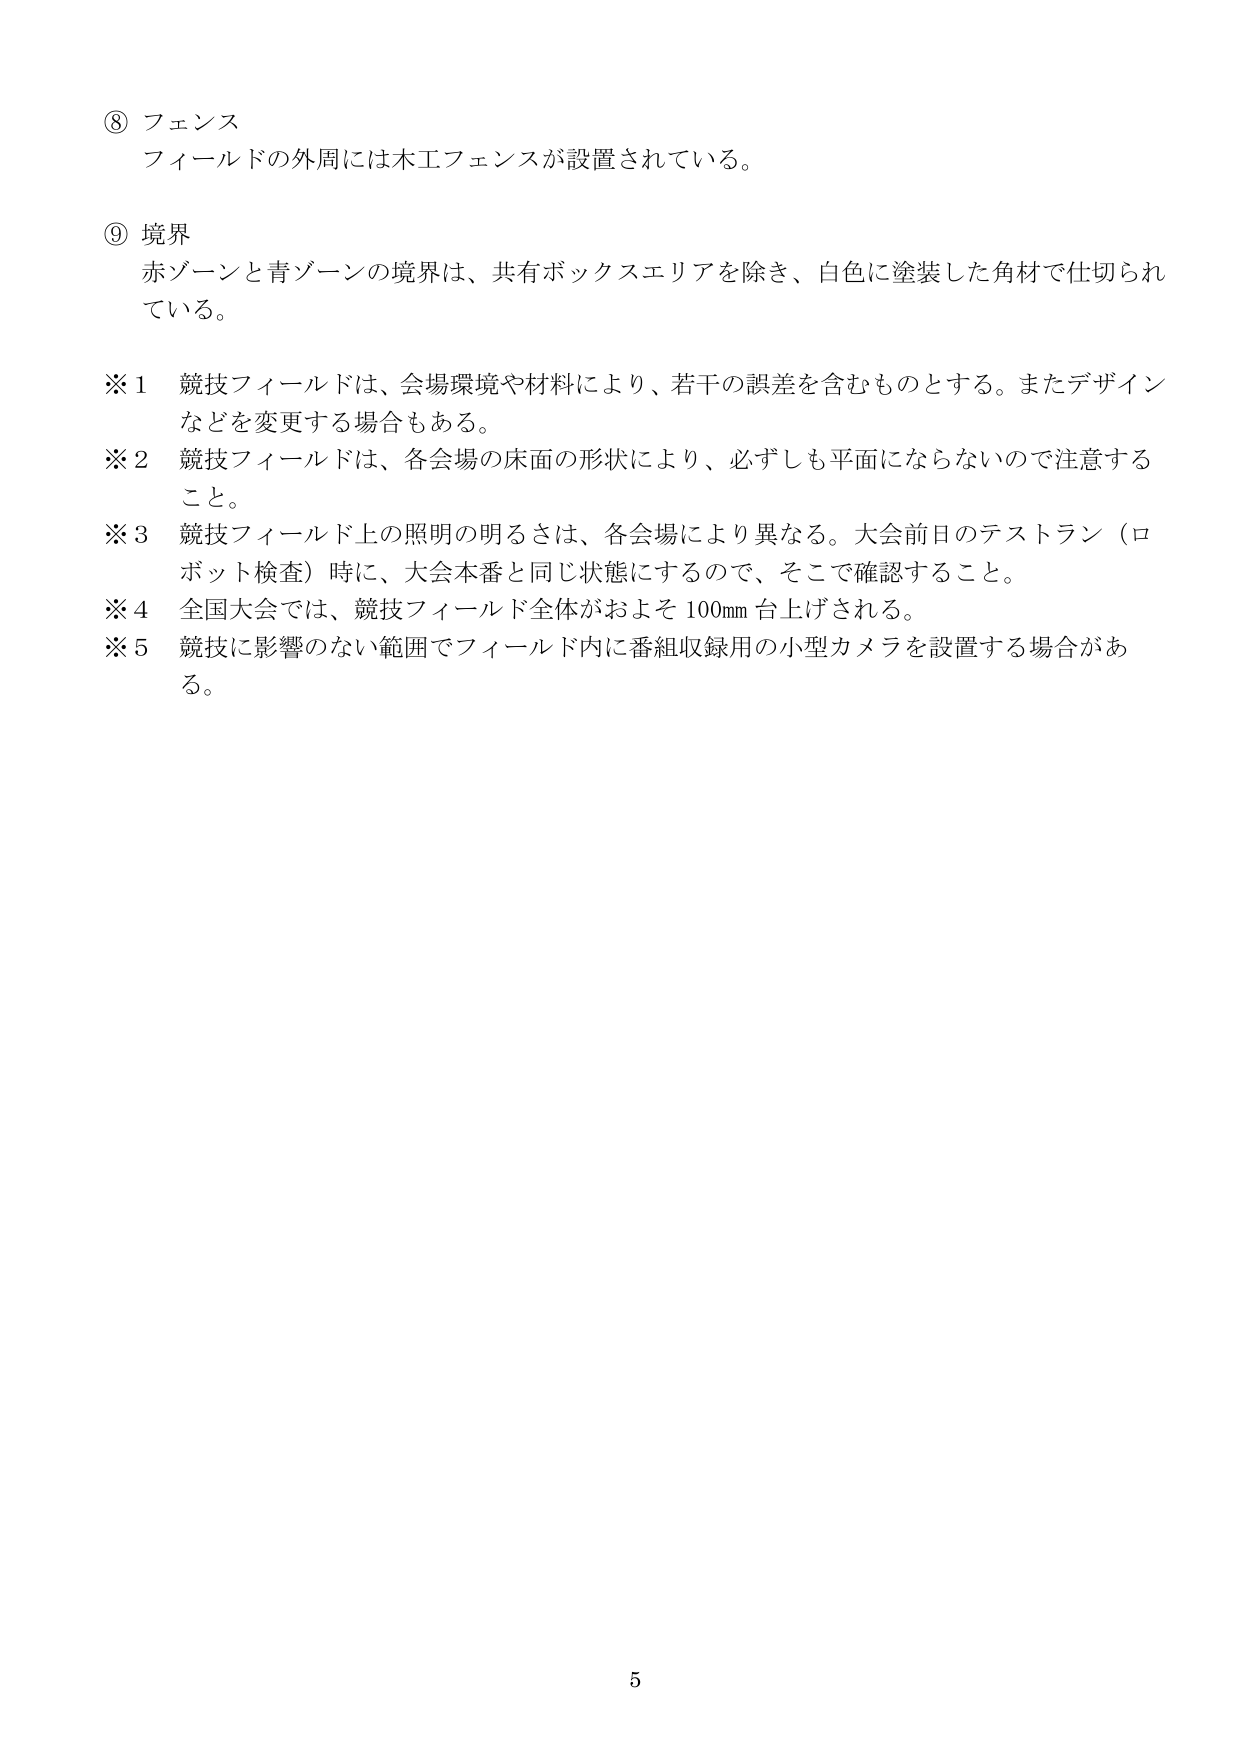 ⑧ フェンス
フィールドの外周には木工フェンスが設置されている。
⑨ 境界
赤ゾーンと青ゾーンの境界は、共有ボックスエリアを除き、白色に塗装した角材で仕切られ
ている。
※１　競技フィールドは、会場環境や材料により、若干の誤差を含むものとする。またデザイン
などを変更する場合もある。
※２　競技フィールドは、各会場の床面の形状により、必ずしも平面にならないので注意する
こと。
※３　競技フィールド上の照明の明るさは、各会場により異なる。大会前日のテストラン（ロ
ボット検査）時に、大会本番と同じ状態にするので、そこで確認すること。
※４　全国大会では、競技フィールド全体がおよそ 100㎜ 台上げされる。
※５　競技に影響のない範囲でフィールド内に番組収録用の小型カメラを設置する場合があ
る。
5